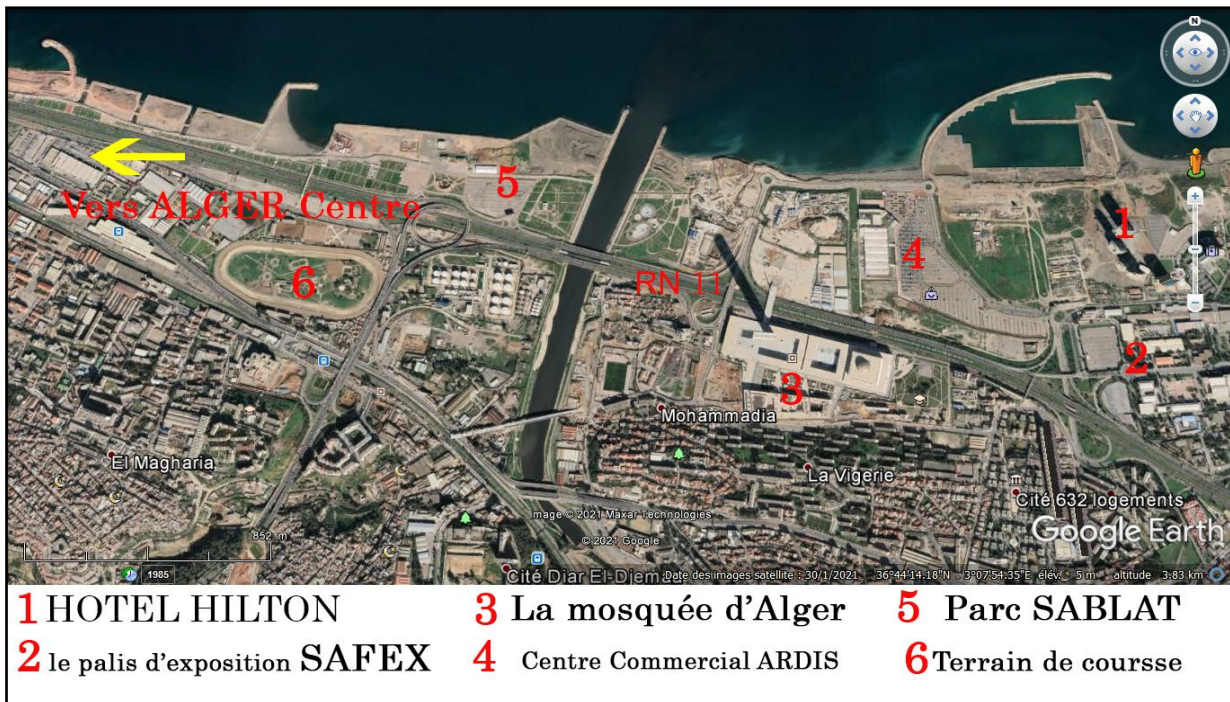 N
Vers ALGER Centre
5
1
4
6
RN 11
2
3
Mohammadia
El Magharia
La Vigerie
Cité 632 logements
Image © 2021 Maxar Technologies
Google Earth
852 m
© 2021 Google
1985
Cité Diar El-Djem
Date des images satellite : 30/1/2021 36°44'14.18"N 3°07'54.35"E élév. 5 m altitude 3.83 km
1 HOTEL HILTON
2 le palis d'exposition SAFEX
3 La mosquée d'Alger
4 Centre Commercial ARDIS
5 Parc SABLAT
6 Terrain de coursse